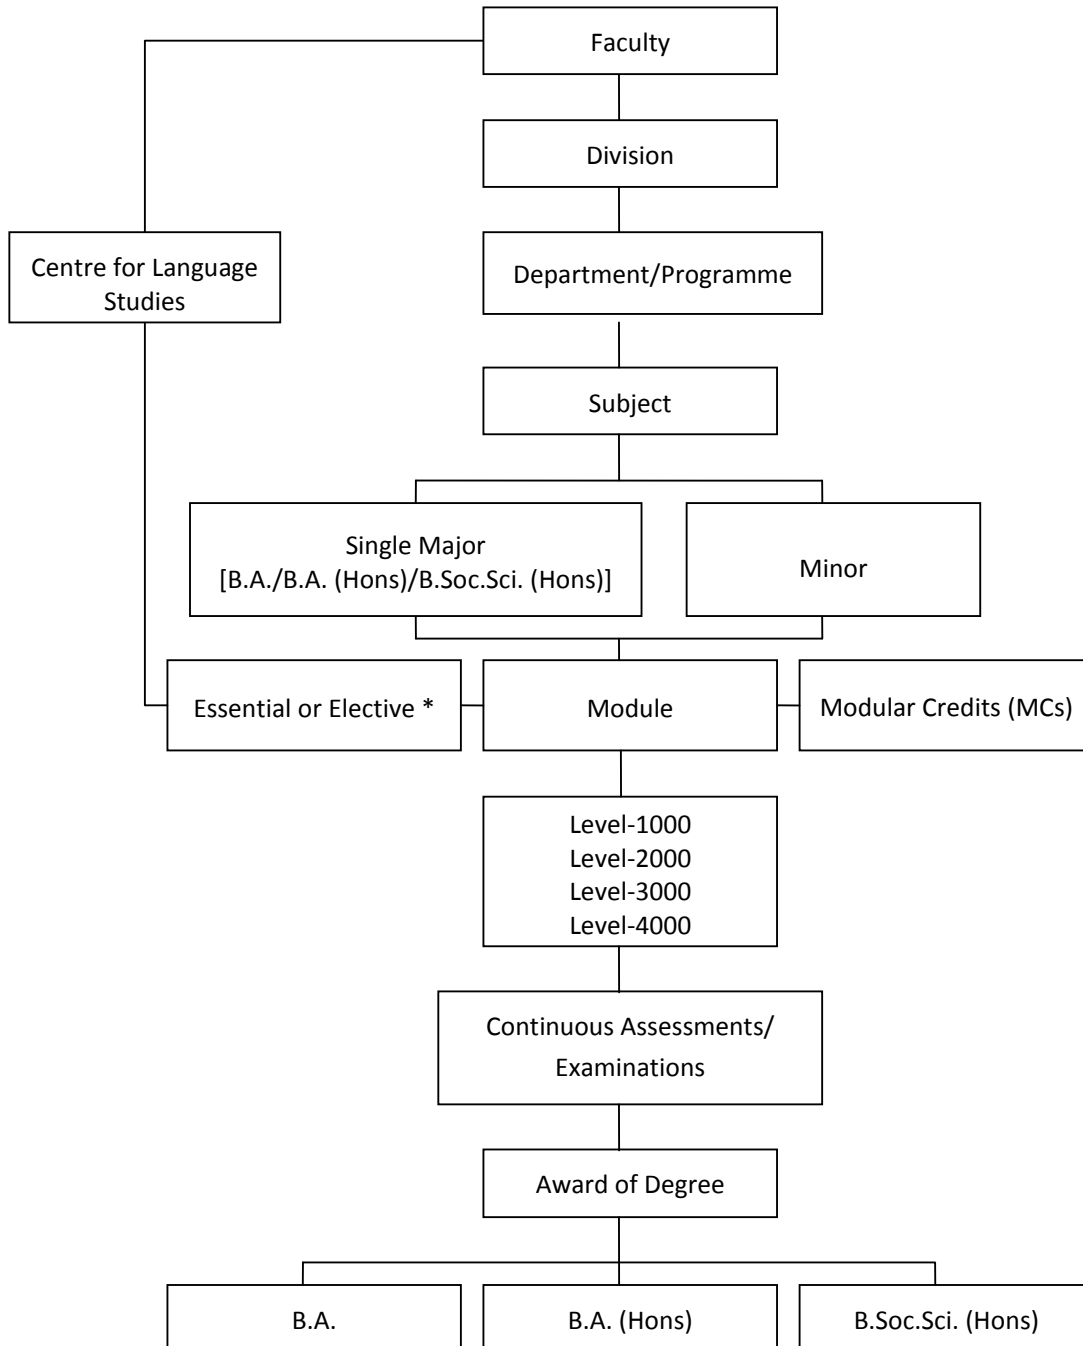 Faculty
Division
Centre for Language
Studies
Department/Programme
Subject
Single Major
[B.A./B.A. (Hons)/B.Soc.Sci. (Hons)]
Minor
Essential or Elective *
Module
Modular Credits (MCs)
Level-1000
Level-2000
Level-3000
Level-4000
Continuous Assessments/
Examinations
Award of Degree
B.A.
B.A. (Hons)
B.Soc.Sci. (Hons)